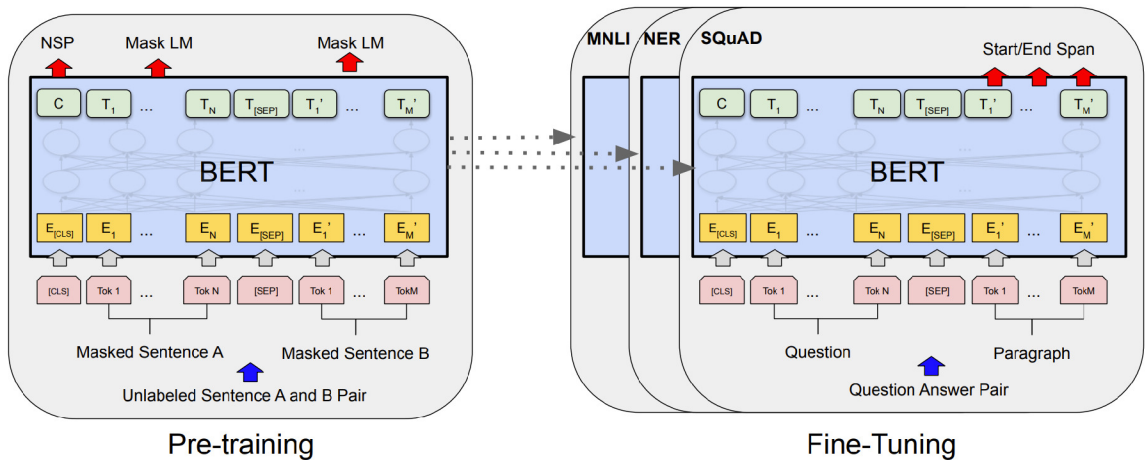 NSP Mask LM Mask LM
C T1 ... TN T[SEP] T1' ... TM'
...
BERT
...
E[CLS] E1 ... EN E[SEP] E1' ... EM'
[CLS] Tok 1 ... Tok N [SEP] Tok 1 ... TokM
Masked Sentence A Masked Sentence B
Unlabeled Sentence A and B Pair
Pre-training
MNLI NER SQuAD
Start/End Span
C T1 ... TN T[SEP] T1' ... TM'
...
BERT
...
E[CLS] E1 ... EN E[SEP] E1' ... EM'
[CLS] Tok 1 ... Tok N [SEP] Tok 1 ... TokM
Question Paragraph
Question Answer Pair
Fine-Tuning